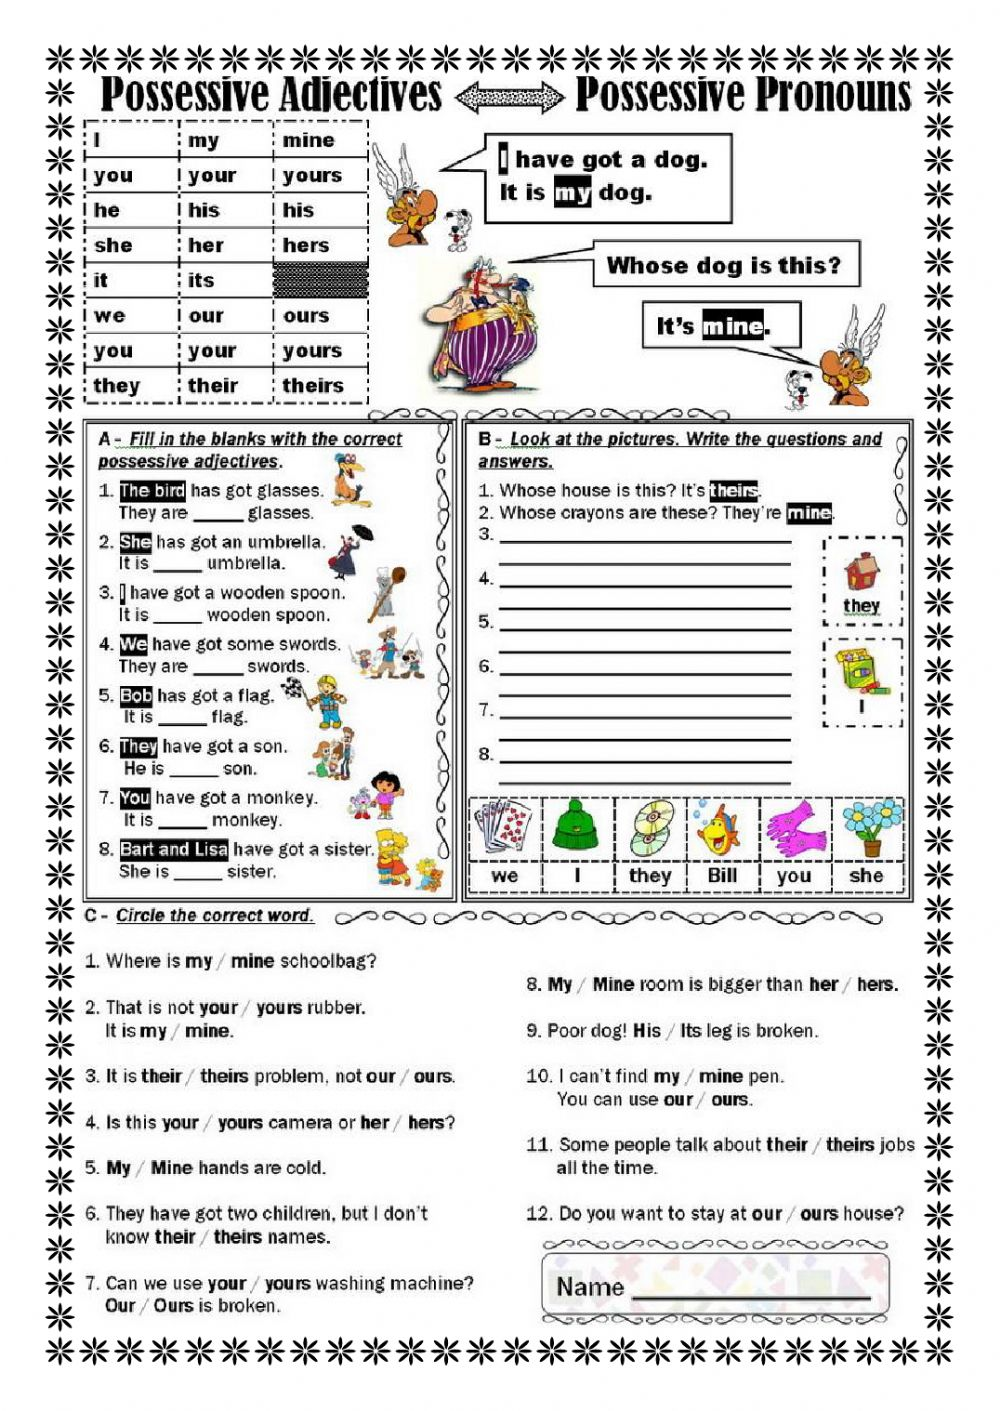 Possessive Adjectives Possessive Pronouns
I my mine
you your yours
he his his
she her hers
it its
we our ours
you your yours
they their theirs
I have got a dog.
It is my dog.
Whose dog is this?
It's mine.
A - Fill in the blanks with the correct
possessive adjectives.
1. The bird has got glasses.
They are _____ glasses.
2. She has got an umbrella.
It is _____ umbrella.
3. I have got a wooden spoon.
It is _____ wooden spoon.
4. We have got some swords.
They are _____ swords.
5. Bob has got a flag.
It is _____ flag.
6. They have got a son.
He is _____ son.
7. You have got a monkey.
It is _____ monkey.
8. Bart and Lisa have got a sister.
She is _____ sister.
B - Look at the pictures. Write the questions and
answers.
1. Whose house is this? It's theirs.
2. Whose crayons are these? They're mine.
3.
4.
5.
6.
7.
8.
they
I
we I they Bill you she
C - Circle the correct word.
1. Where is my / mine schoolbag?
2. That is not your / yours rubber.
It is my / mine.
3. It is their / theirs problem, not our / ours.
4. Is this your / yours camera or her / hers?
5. My / Mine hands are cold.
6. They have got two children, but I don't
know their / theirs names.
7. Can we use your / yours washing machine?
Our / Ours is broken.
8. My / Mine room is bigger than her / hers.
9. Poor dog! His / Its leg is broken.
10. I can't find my / mine pen.
You can use our / ours.
11. Some people talk about their / theirs jobs
all the time.
12. Do you want to stay at our / ours house?
Name _____